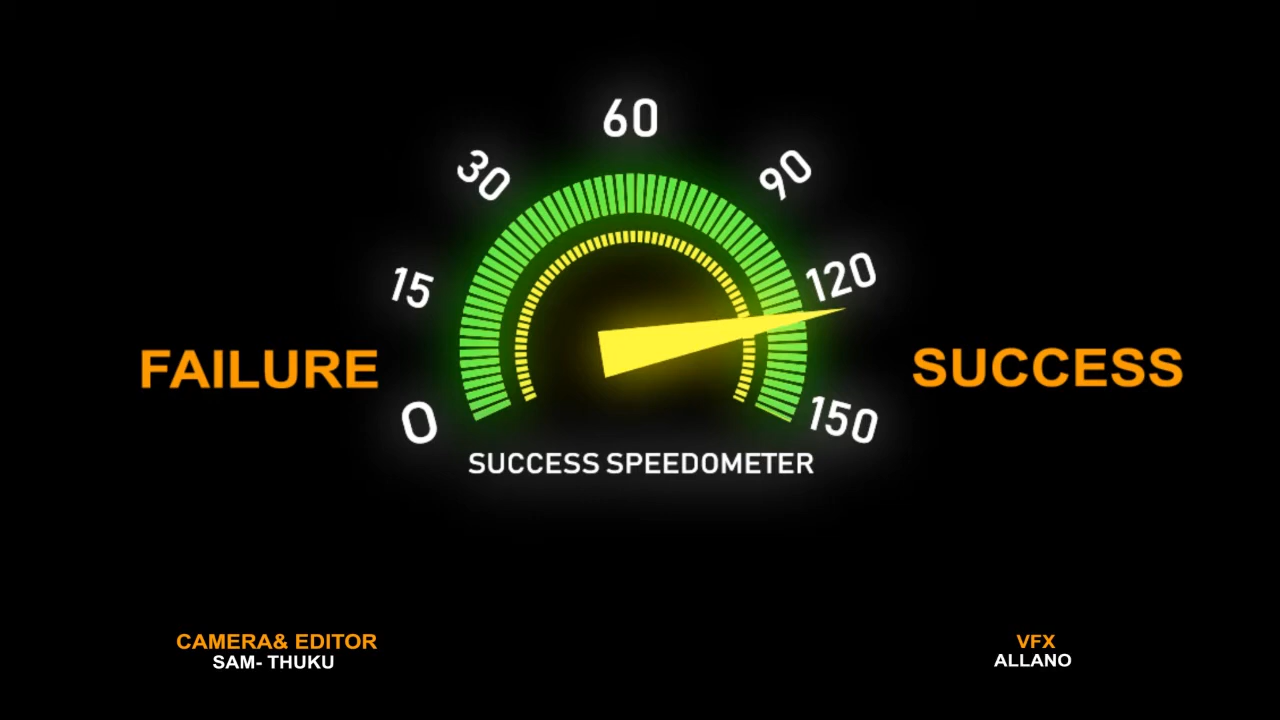 60
30
90
15
120
FAILURE
SUCCESS
0
150
SUCCESS SPEEDOMETER
CAMERA& EDITOR
SAM- THUKU
VFX
ALLANO